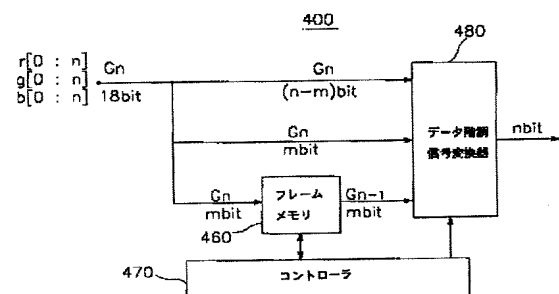 400
480
r[0 : n]
g[0 : n]
b[0 : n]
Gn
18bit
Gn
(n-m)bit
Gn
mbit
データ階調
信号変換器
nbit
Gn
mbit
フレーム
メモリ
Gn-1
mbit
460
470
コントローラ